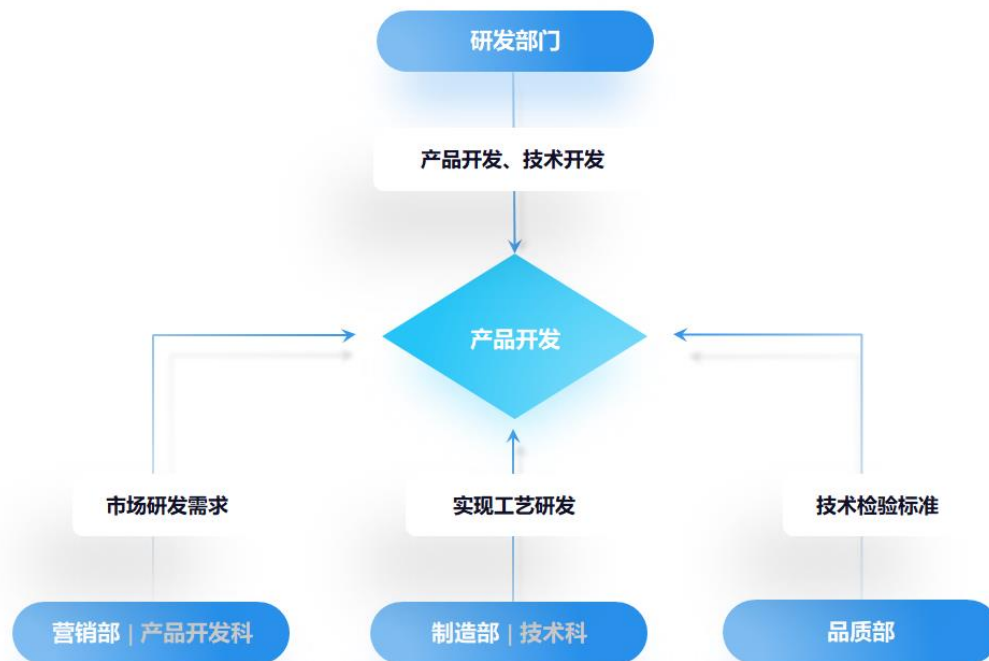 研发部门
产品开发、技术开发
产品开发
市场研发需求
实现工艺研发
技术检验标准
营销部 | 产品开发科
制造部 | 技术科
品质部